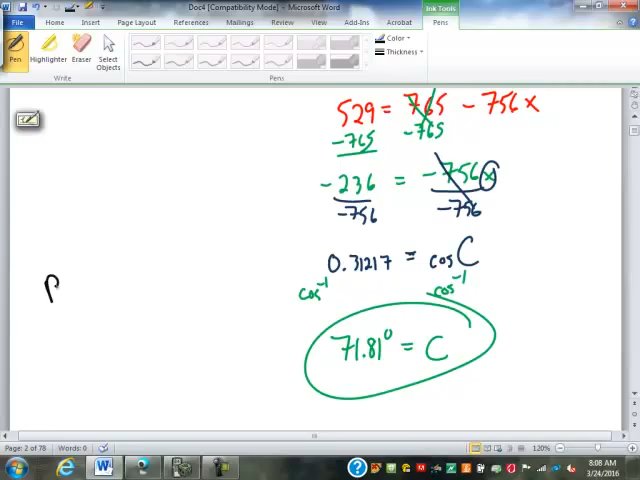 Doc4 [Compatibility Mode] - Microsoft Word
Ink Tools
File Home Insert Page Layout References Mailings Review View Acrobat Pens
Pen Highlighter Eraser Select Objects
Color
Thickness
Write Pens
529 = 765 - 756x
-765 -765
-236 = -756x
-756 -756
0.31217 = cos C
cos⁻¹ cos⁻¹
71.81° = C
Page: 2 of 78 Words: 0 120%
8:08 AM
3/24/2016